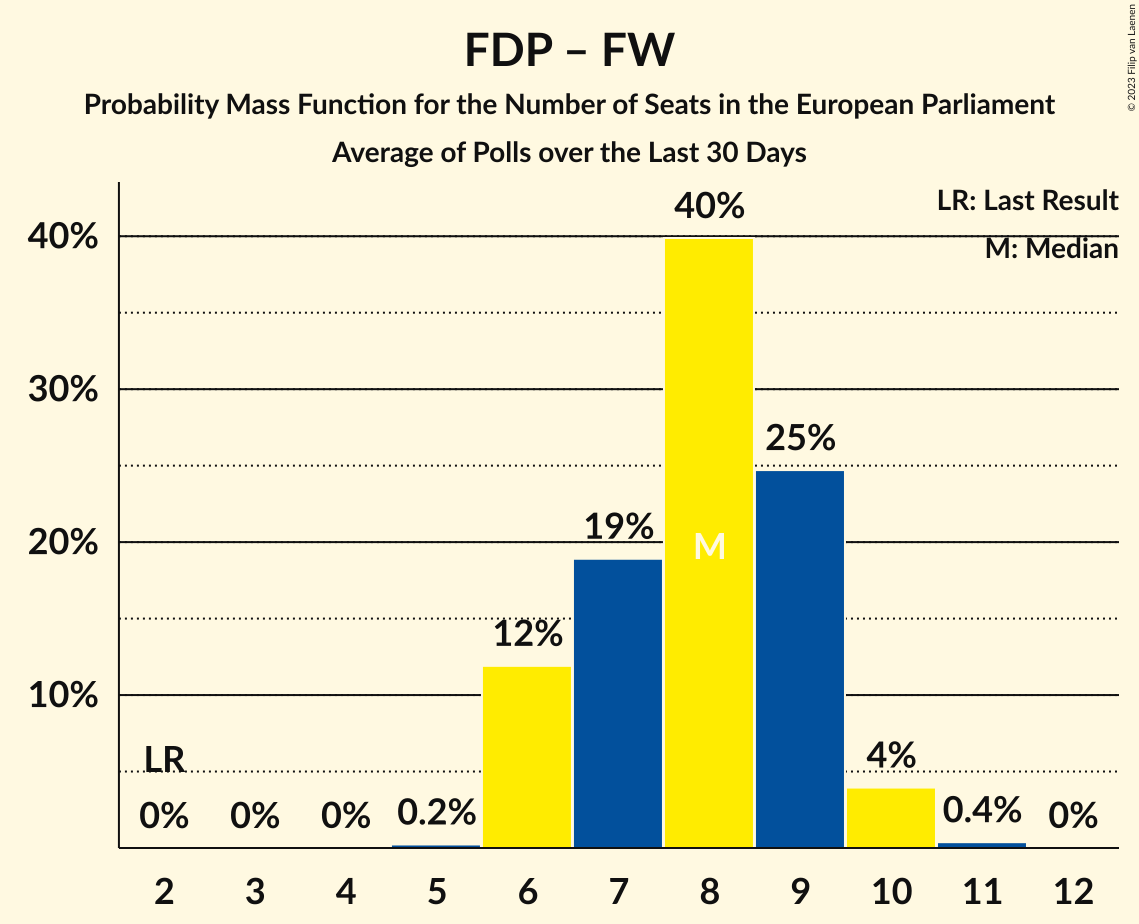 FDP – FW
Probability Mass Function for the Number of Seats in the European Parliament
Average of Polls over the Last 30 Days
© 2023 Filip van Laenen
LR: Last Result
M: Median
40%
30%
20%
10%
LR
0%
0%
0%
0.2%
12%
19%
40%
M
25%
4%
0.4%
0%
2 3 4 5 6 7 8 9 10 11 12